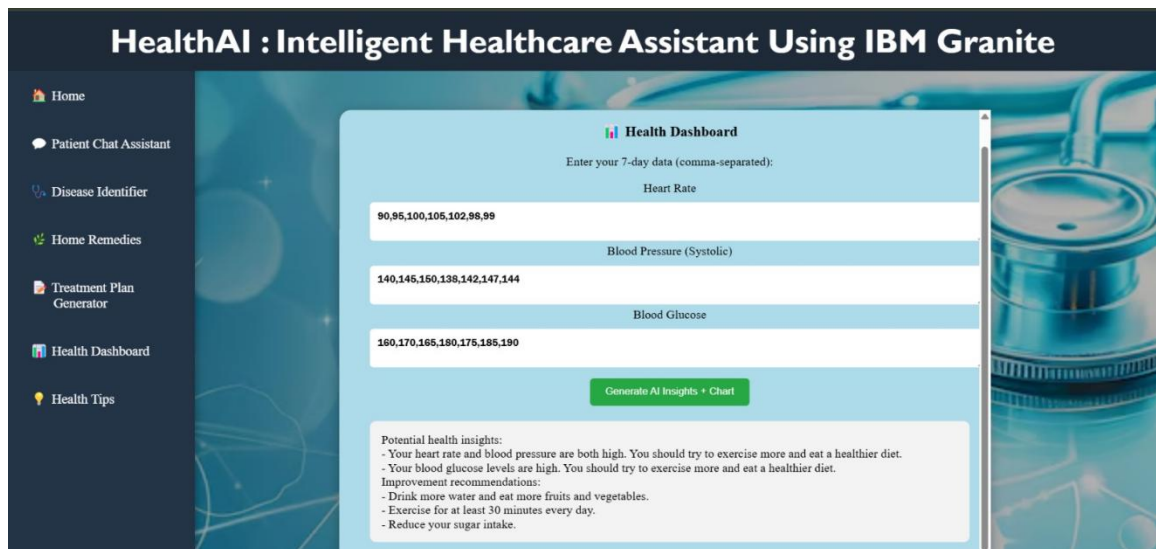 HealthAI : Intelligent Healthcare Assistant Using IBM Granite
Home
Patient Chat Assistant
Disease Identifier
Home Remedies
Treatment Plan
Generator
Health Dashboard
Health Tips
Health Dashboard
Enter your 7-day data (comma-separated):
Heart Rate
90,95,100,105,102,98,99
Blood Pressure (Systolic)
140,145,150,138,142,147,144
Blood Glucose
160,170,165,180,175,185,190
Generate AI Insights + Chart
Potential health insights:
- Your heart rate and blood pressure are both high. You should try to exercise more and eat a healthier diet.
- Your blood glucose levels are high. You should try to exercise more and eat a healthier diet.
Improvement recommendations:
- Drink more water and eat more fruits and vegetables.
- Exercise for at least 30 minutes every day.
- Reduce your sugar intake.